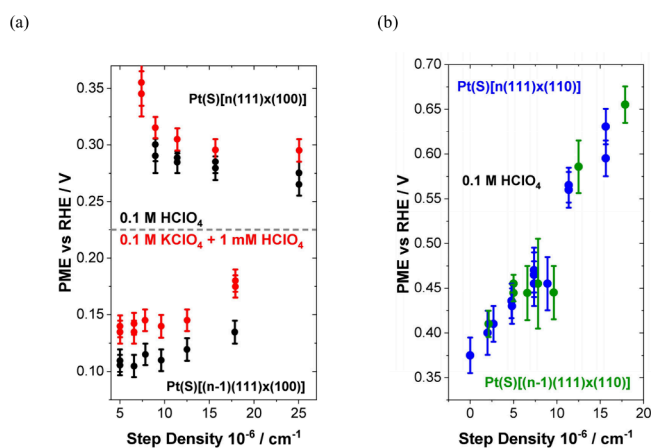 (a)
(b)
0.35
0.30
0.25
0.20
0.15
0.10
PME vs RHE / V
Pt(S)[n(111)x(100)]
0.1 M HClO₄
0.1 M KClO₄ + 1 mM HClO₄
Pt(S)[(n-1)(111)x(100)]
5 10 15 20 25
Step Density 10⁻⁶ / cm⁻¹
0.70
0.65
0.60
0.55
0.50
0.45
0.40
0.35
PME vs RHE / V
Pt(S)[n(111)x(110)]
0.1 M HClO₄
Pt(S)[(n-1)(111)x(110)]
0 5 10 15 20
Step Density 10⁻⁶ / cm⁻¹